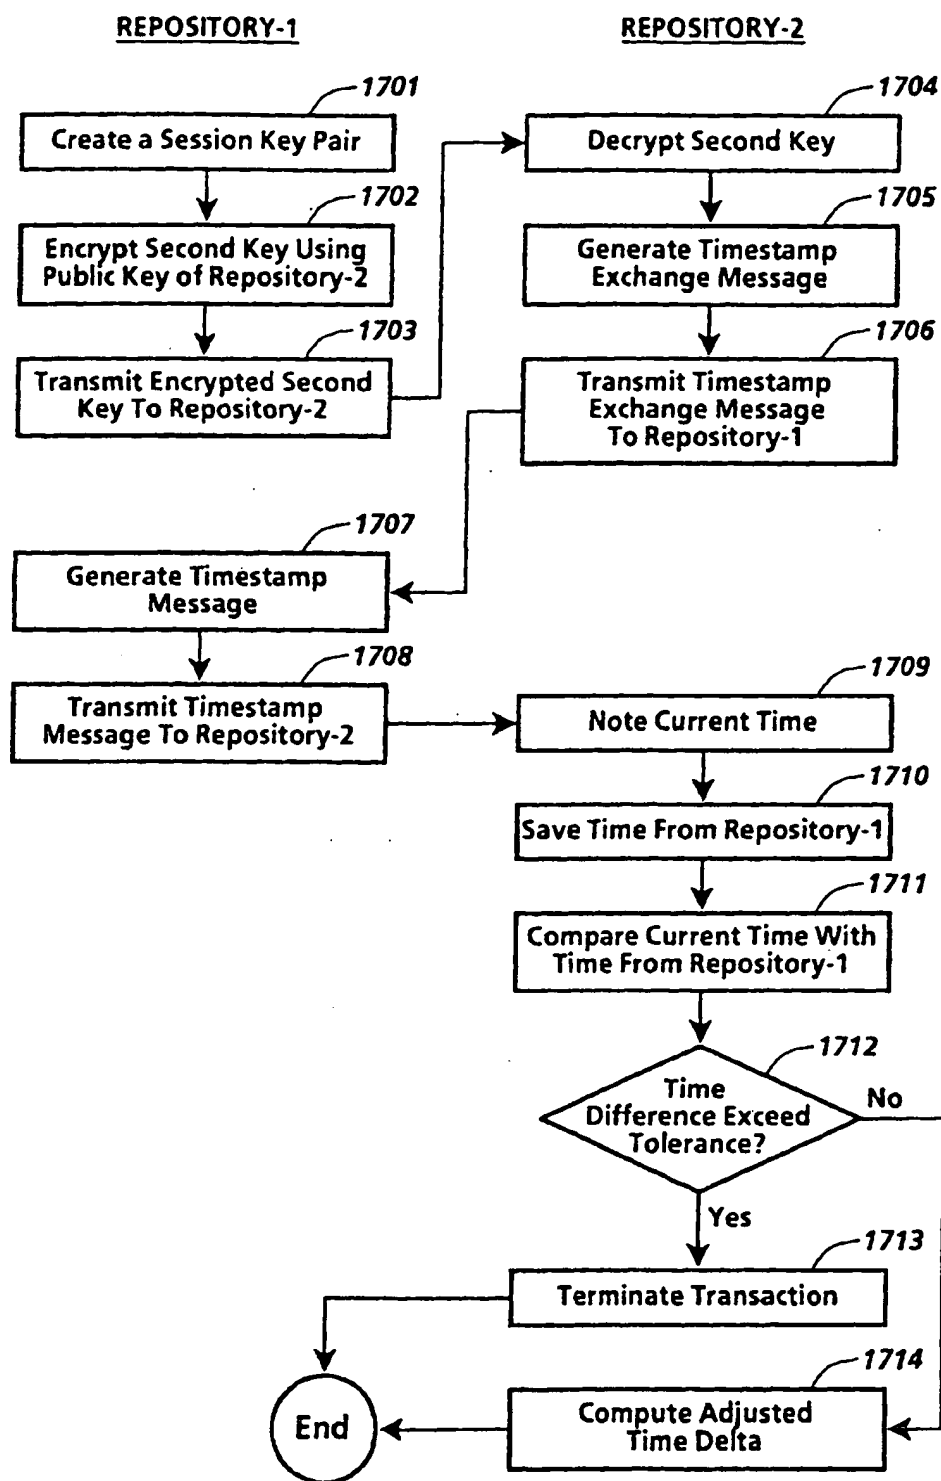 REPOSITORY-1
REPOSITORY-2
1701
Create a Session Key Pair
1702
Encrypt Second Key Using
Public Key of Repository-2
1703
Transmit Encrypted Second
Key To Repository-2
1704
Decrypt Second Key
1705
Generate Timestamp
Exchange Message
1706
Transmit Timestamp
Exchange Message
To Repository-1
1707
Generate Timestamp
Message
1708
Transmit Timestamp
Message To Repository-2
1709
Note Current Time
1710
Save Time From Repository-1
1711
Compare Current Time With
Time From Repository-1
1712
Time
Difference Exceed
Tolerance?
No
Yes
1713
Terminate Transaction
1714
Compute Adjusted
Time Delta
End